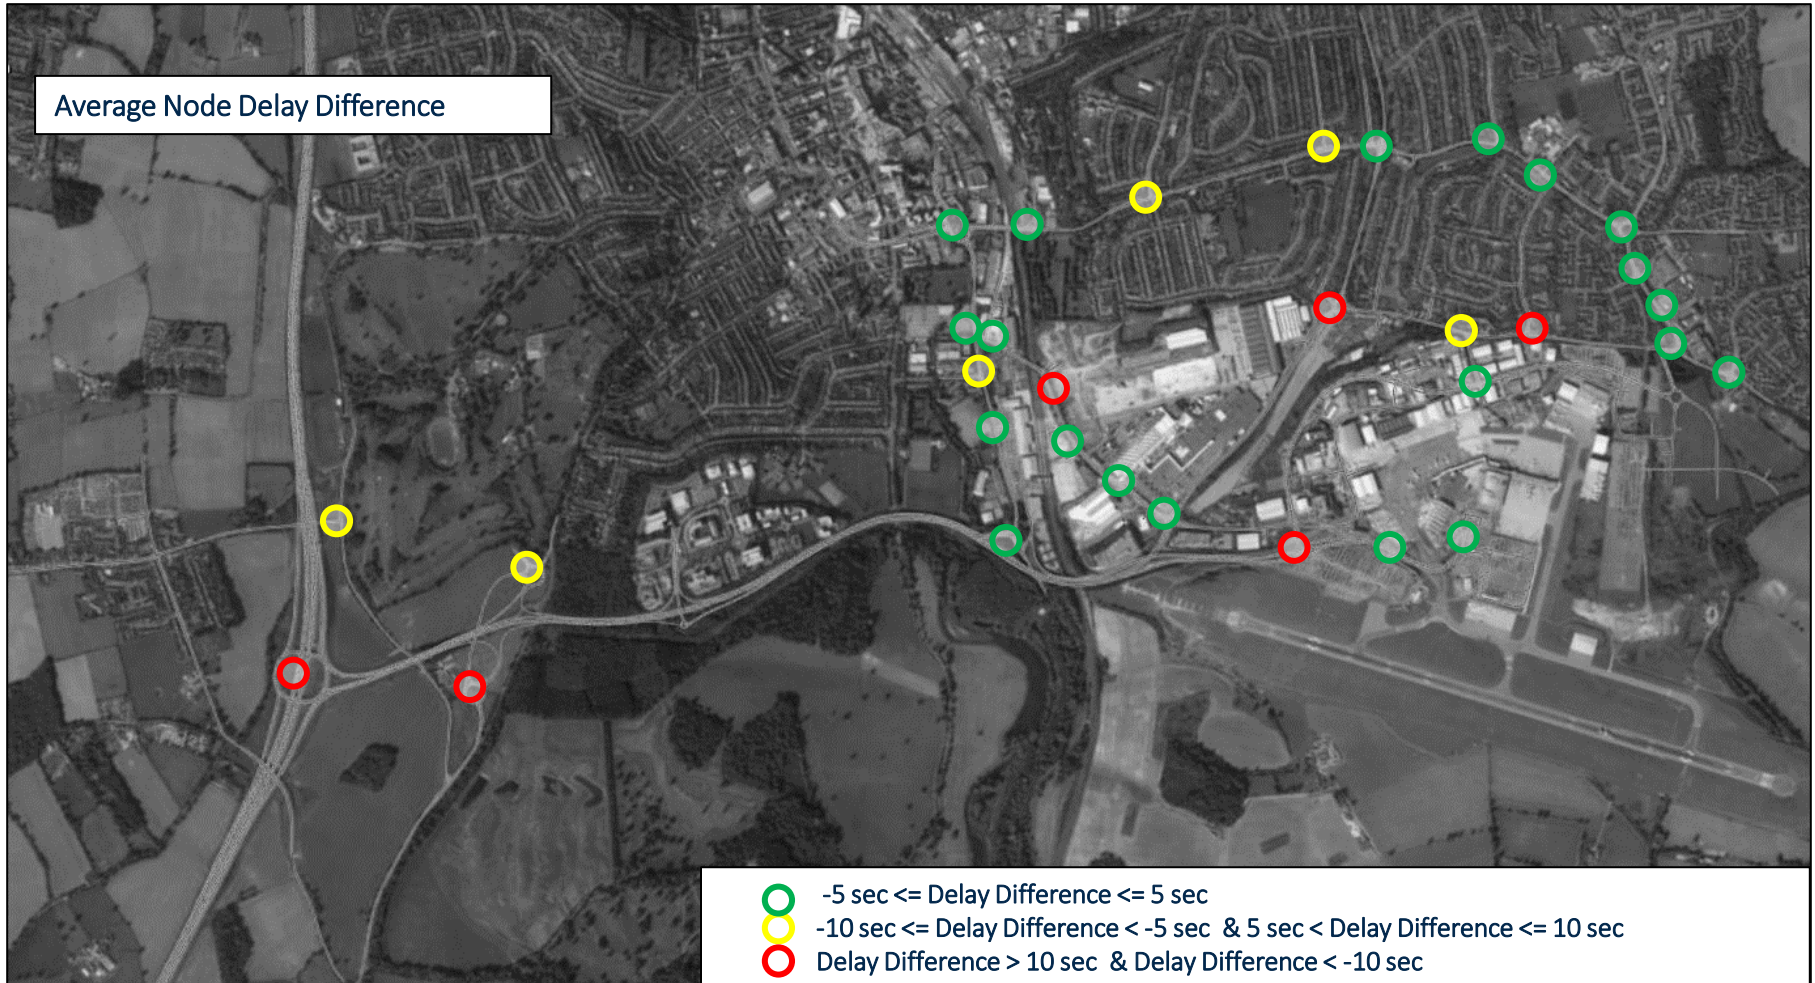 Average Node Delay Difference
-5 sec <= Delay Difference <= 5 sec
-10 sec <= Delay Difference < -5 sec & 5 sec < Delay Difference <= 10 sec
Delay Difference > 10 sec & Delay Difference < -10 sec